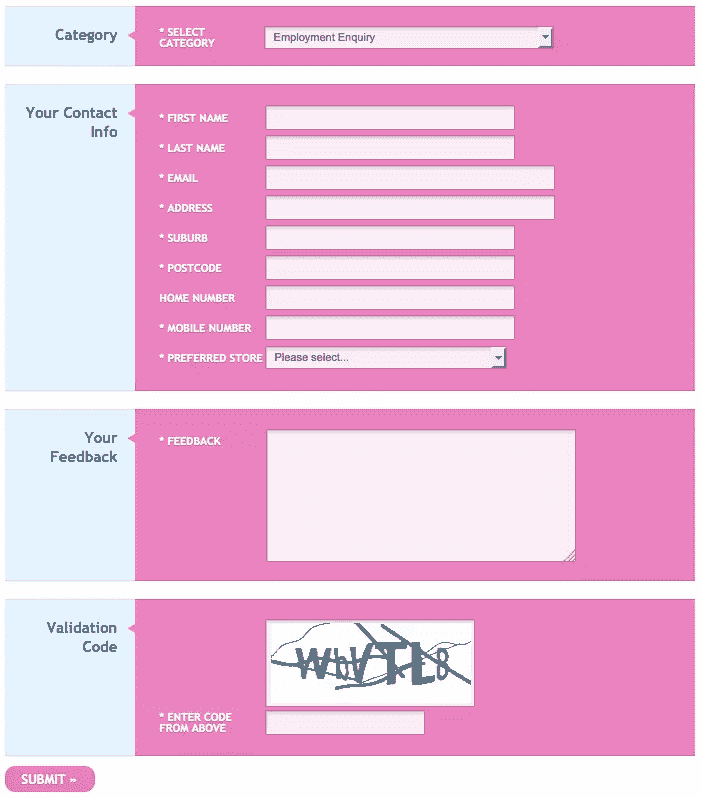 Category
* SELECT
CATEGORY
Employment Enquiry
Your Contact
Info
* FIRST NAME
* LAST NAME
* EMAIL
* ADDRESS
* SUBURB
* POSTCODE
HOME NUMBER
* MOBILE NUMBER
* PREFERRED STORE
Please select...
Your
Feedback
* FEEDBACK
Validation
Code
* ENTER CODE
FROM ABOVE
SUBMIT »